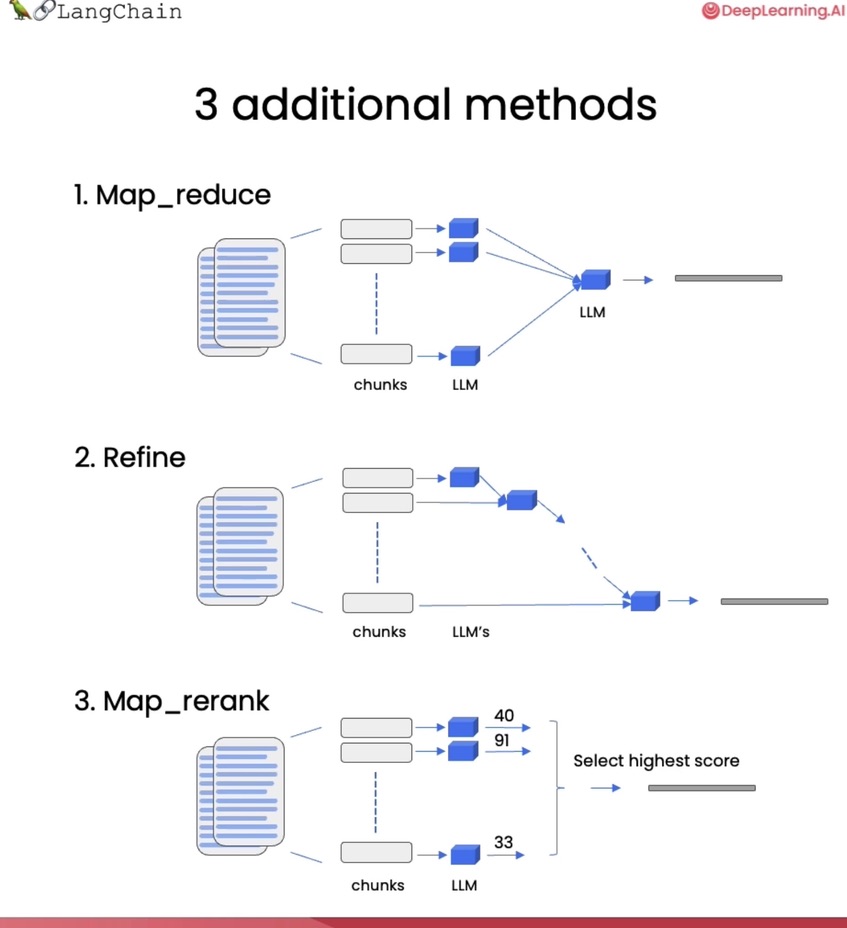 LangChain
DeepLearning.AI
3 additional methods
1. Map_reduce
LLM
chunks
LLM
2. Refine
chunks
LLM's
3. Map_rerank
40
91
Select highest score
33
chunks
LLM